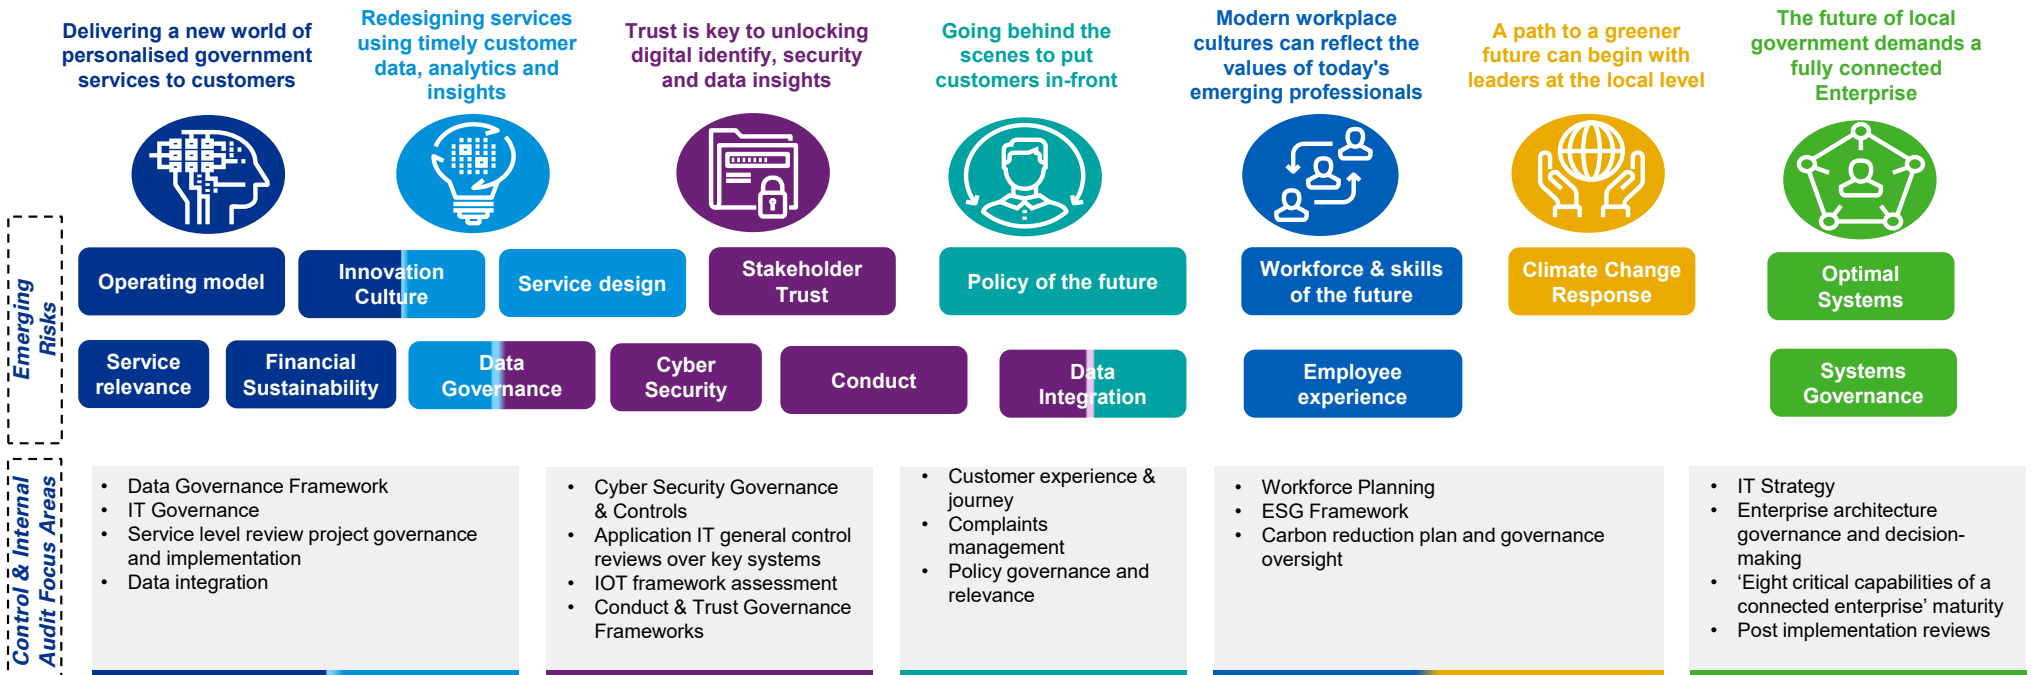 Delivering a new world of
personalised government
services to customers
Redesigning services
using timely customer
data, analytics and
insights
Trust is key to unlocking
digital identify, security
and data insights
Going behind the
scenes to put
customers in-front
Modern workplace
cultures can reflect the
values of today's
emerging professionals
A path to a greener
future can begin with
leaders at the local level
The future of local
government demands a
fully connected
Enterprise
Emerging
Risks
Operating model
Innovation
Culture
Service design
Stakeholder
Trust
Policy of the future
Workforce & skills
of the future
Climate Change
Response
Optimal
Systems
Service
relevance
Financial
Sustainability
Data
Governance
Cyber
Security
Conduct
Data
Integration
Employee
experience
Systems
Governance
Control & Internal
Audit Focus Areas
• Data Governance Framework
• IT Governance
• Service level review project governance
and implementation
• Data integration
• Cyber Security Governance
& Controls
• Application IT general control
reviews over key systems
• IOT framework assessment
• Conduct & Trust Governance
Frameworks
• Customer experience &
journey
• Complaints
management
• Policy governance and
relevance
• Workforce Planning
• ESG Framework
• Carbon reduction plan and governance
oversight
• IT Strategy
• Enterprise architecture
governance and decision-
making
• ‘Eight critical capabilities of a
connected enterprise’ maturity
• Post implementation reviews